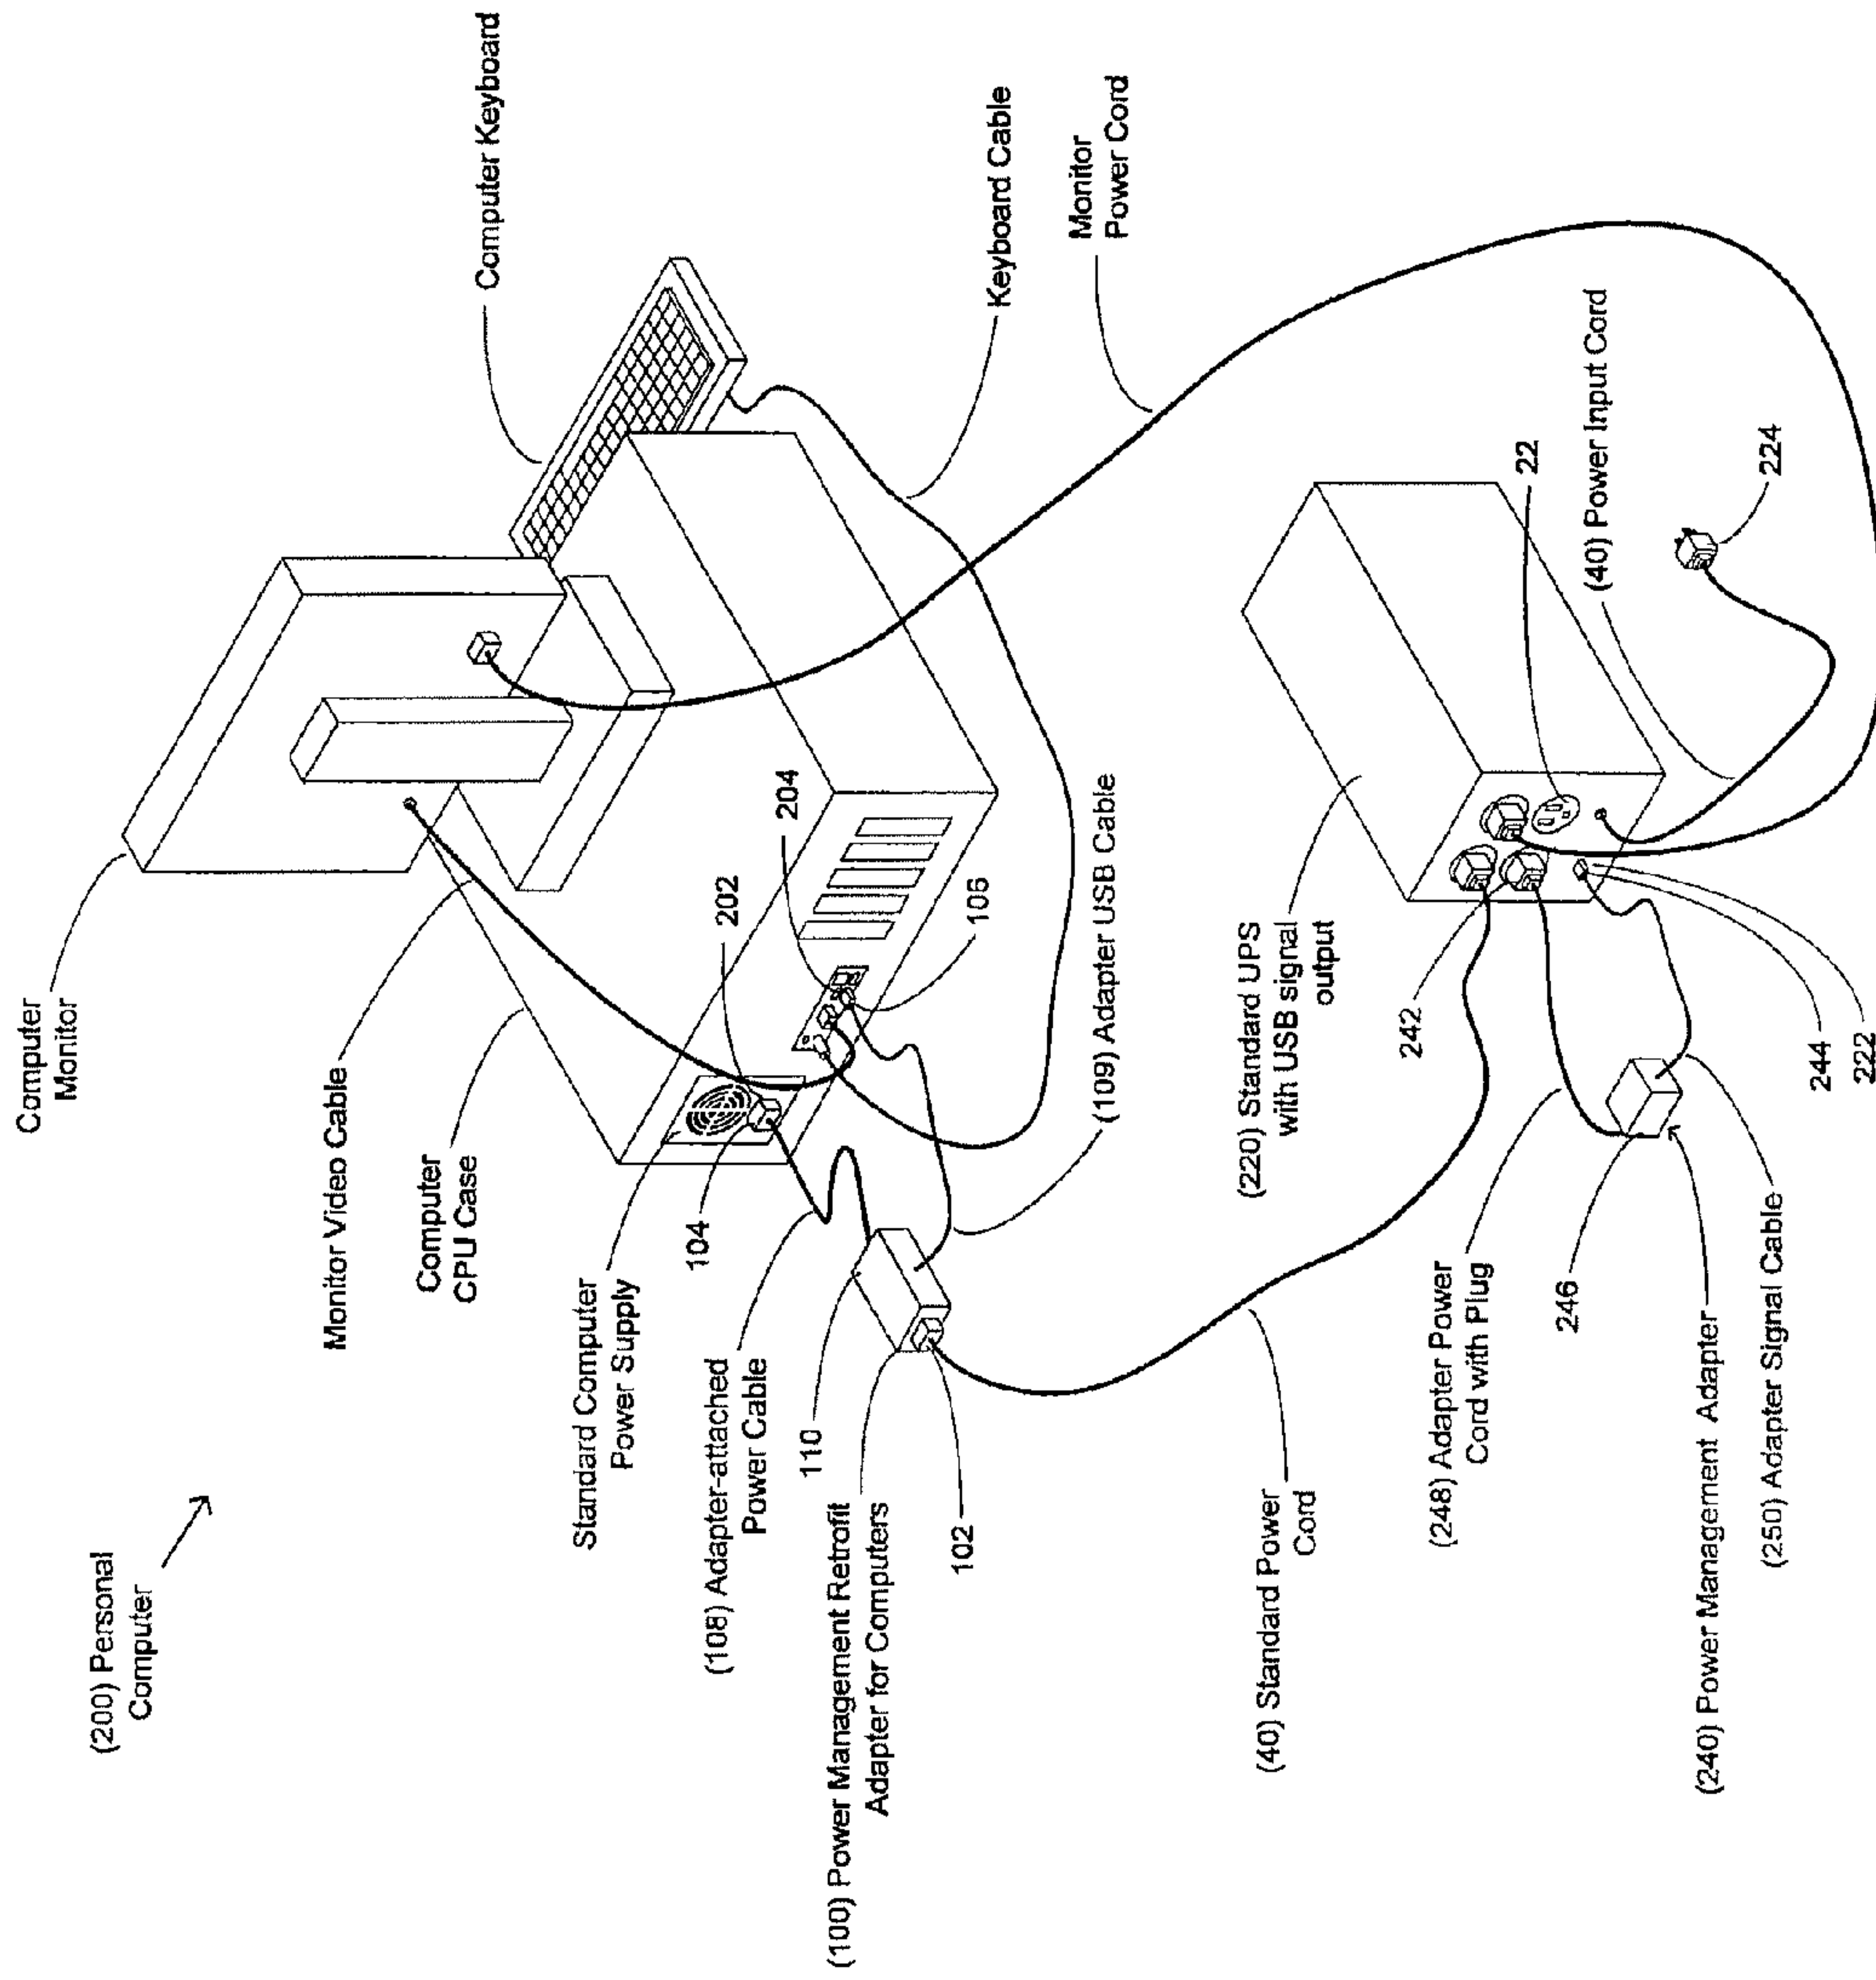 (200) Personal
Computer
Computer
Monitor
Monitor Video Cable
Computer
CPU Case
Standard Computer
Power Supply
104
202
204
106
(108) Adapter-attached
Power Cable
110
(100) Power Management Retrofit
Adapter for Computers
102
(109) Adapter USB Cable
Computer Keyboard
Keyboard Cable
Monitor
Power Cord
(40) Standard Power
Cord
(220) Standard UPS
with USB signal
output
242
22
(40) Power Input Cord
224
(248) Adapter Power
Cord with Plug
246
(240) Power Management Adapter
(250) Adapter Signal Cable
244
222